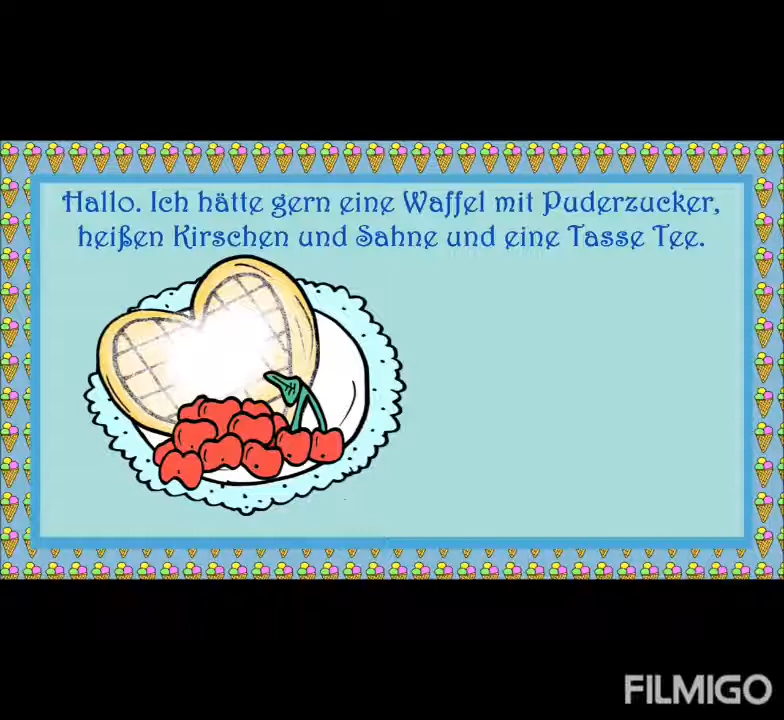 Hallo. Ich hätte gern eine Waffel mit Puderzucker,
heißen Kirschen und Sahne und eine Tasse Tee.
FILMIGO